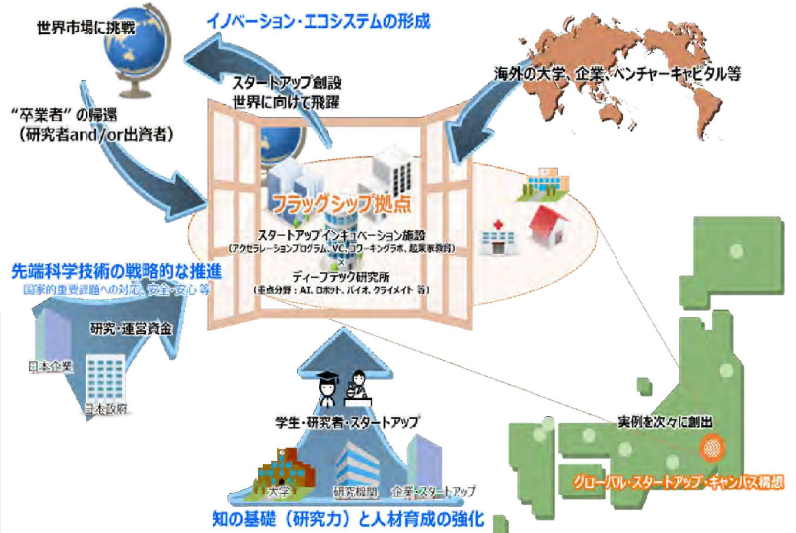 イノベーション・エコシステムの形成
世界市場に挑戦
スタートアップ創設
世界に向けて飛躍
海外の大学、企業、ベンチャーキャピタル等
“卒業者”の帰還
（研究者and/or出資者）
フラッグシップ拠点
スタートアップインキュベーション施設
（アクセラレーションプログラム、VC、コワーキングラボ、起業家教育）
×
ディープテック研究所
（重点分野：AI、ロボット、バイオ、クライメイト 等）
先端科学技術の戦略的な推進
国家的重要課題への対応、安全・安心 等
研究・運営資金
日本企業
日本政府
学生・研究者・スタートアップ
大学
研究機関
企業・スタートアップ
知の基礎（研究力）と人材育成の強化
実例を次々に創出
グローバル・スタートアップ・キャンパス構想